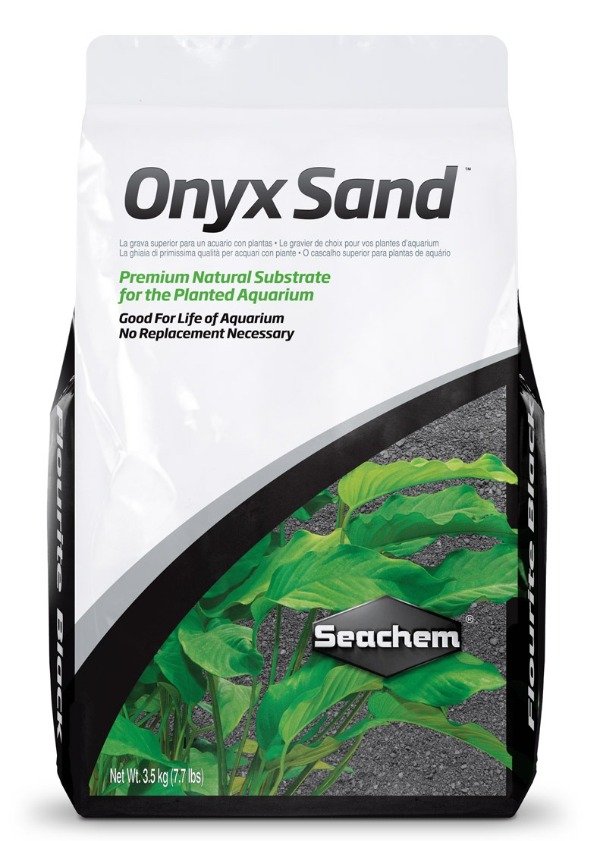 Onyx Sand™
La grava superior para un acuario con plantas • Le gravier de choix pour vos plantes d'aquarium
La ghiaia di primissima qualità per acquari con piante • O cascalho superior para plantas de aquário
Premium Natural Substrate
for the Planted Aquarium
Good For Life of Aquarium
No Replacement Necessary
Flourite Black
Flourite Black
Seachem®
Net Wt. 3.5 kg (7.7 lbs)